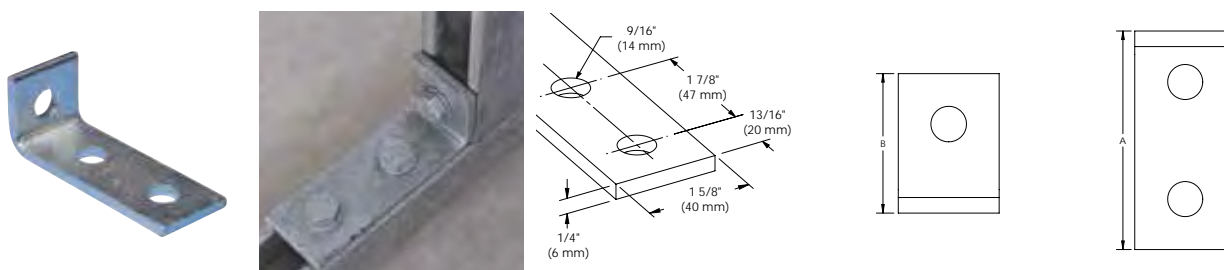 9/16"
(14 mm)
1 7/8"
(47 mm)
13/16"
(20 mm)
1 5/8"
(40 mm)
1/4"
(6 mm)
B
A